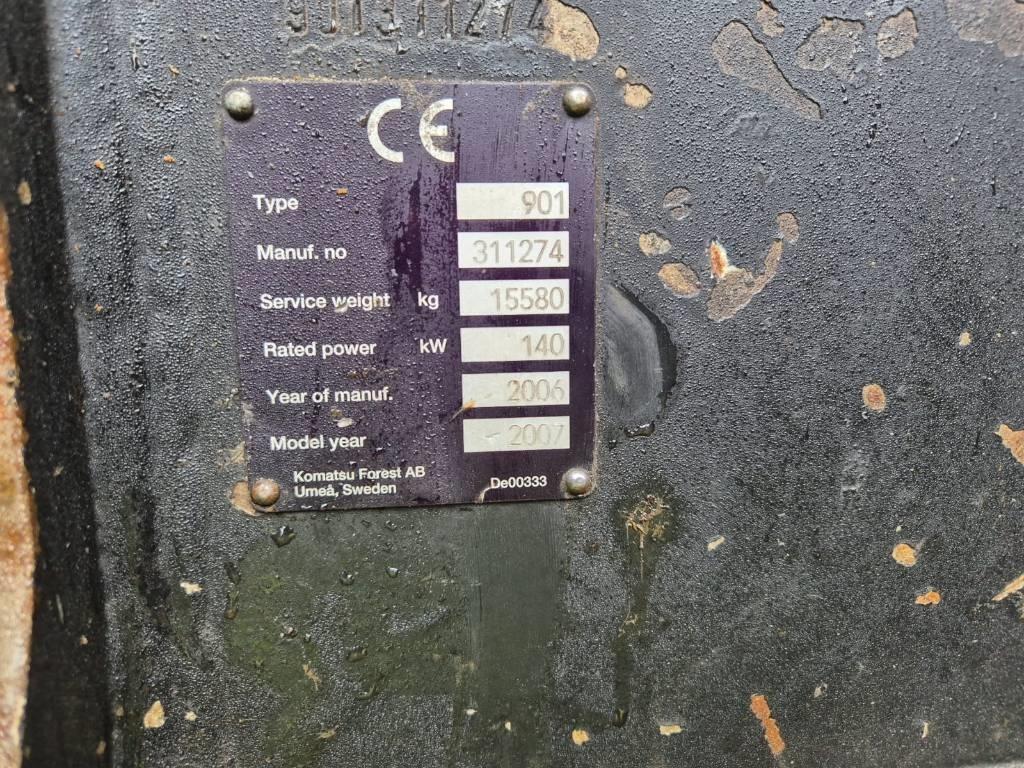 901311274
CE
Type 901
Manuf. no 311274
Service weight kg 15580
Rated power kW 140
Year of manuf. 2006
Model year 2007
Komatsu Forest AB
Umeå, Sweden
De00333